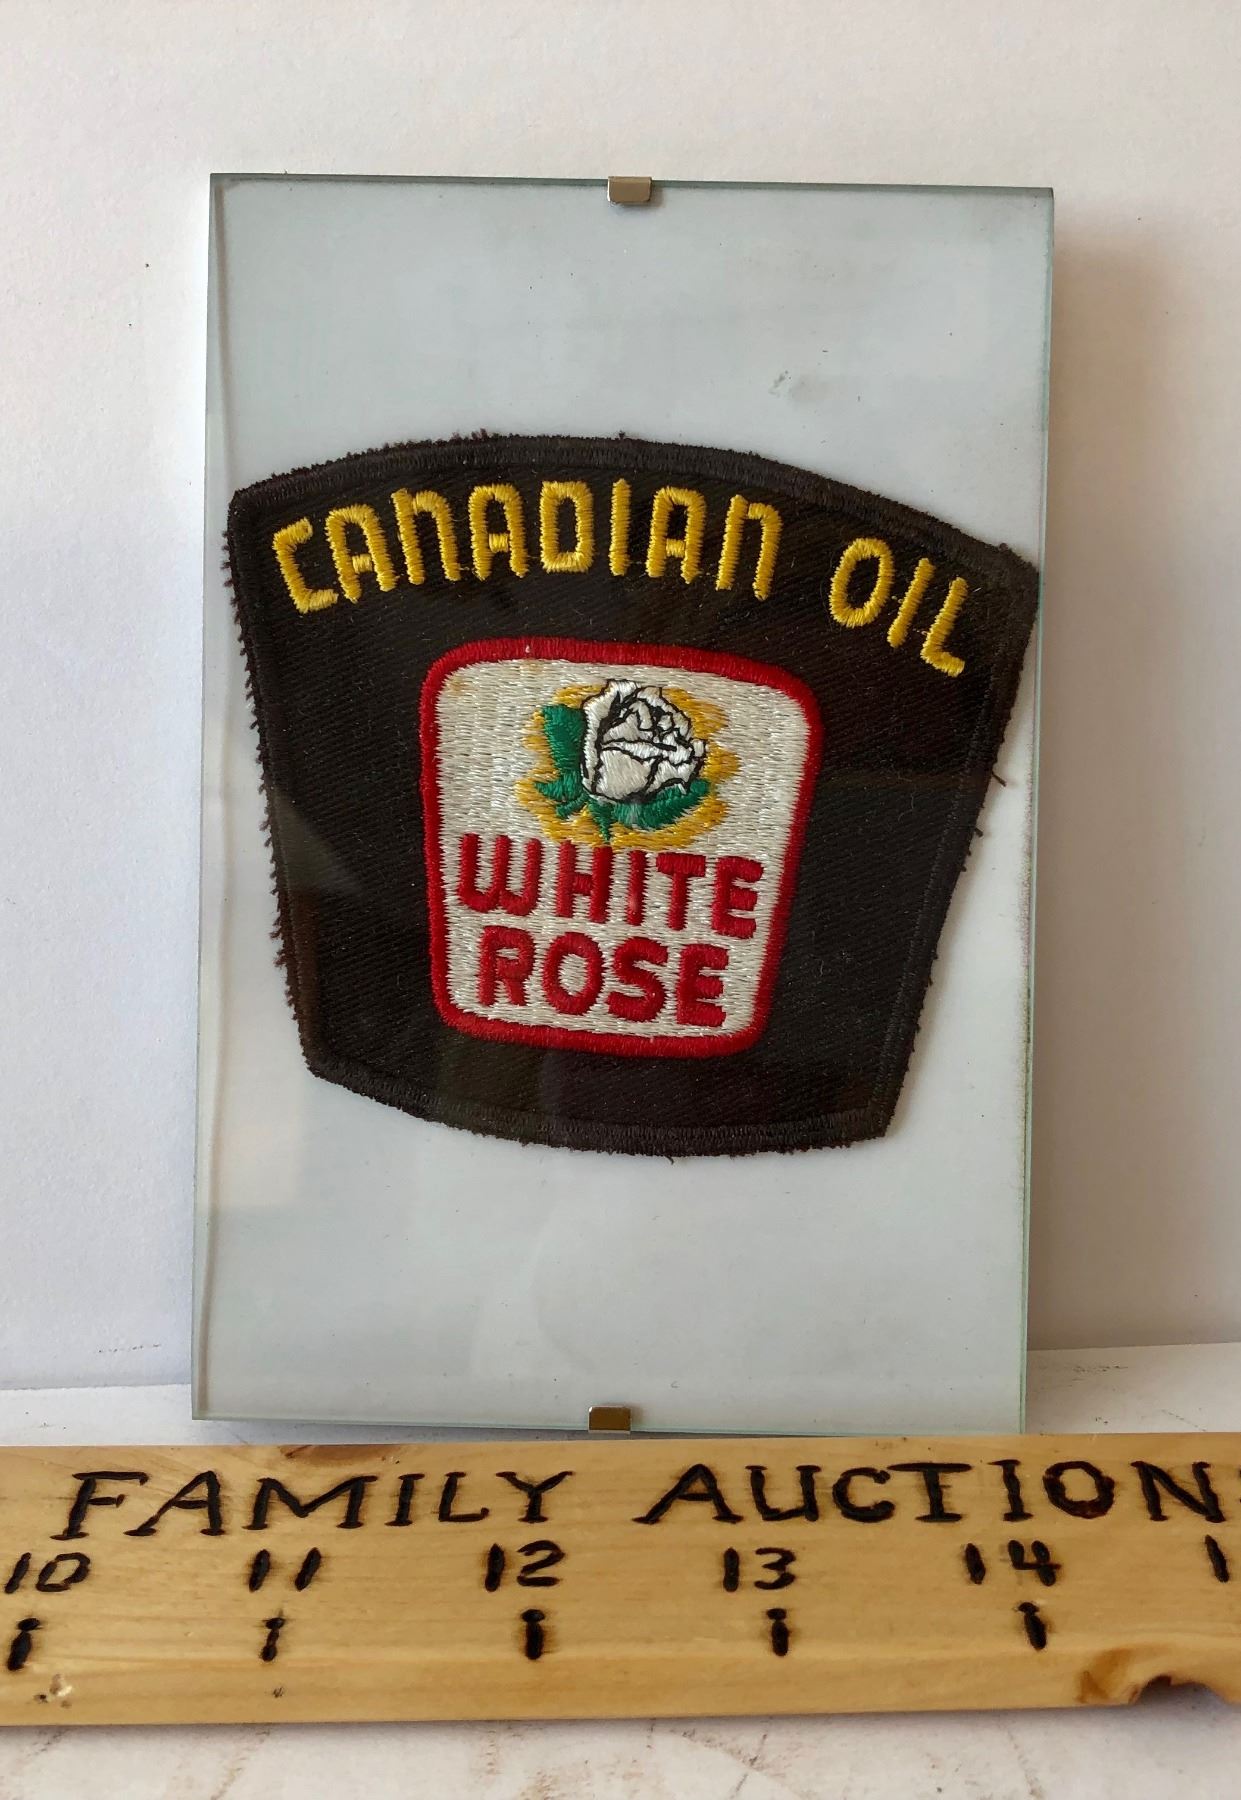 CANADIAN OIL
WHITE
ROSE
FAMILY AUCTION
10 11 12 13 14